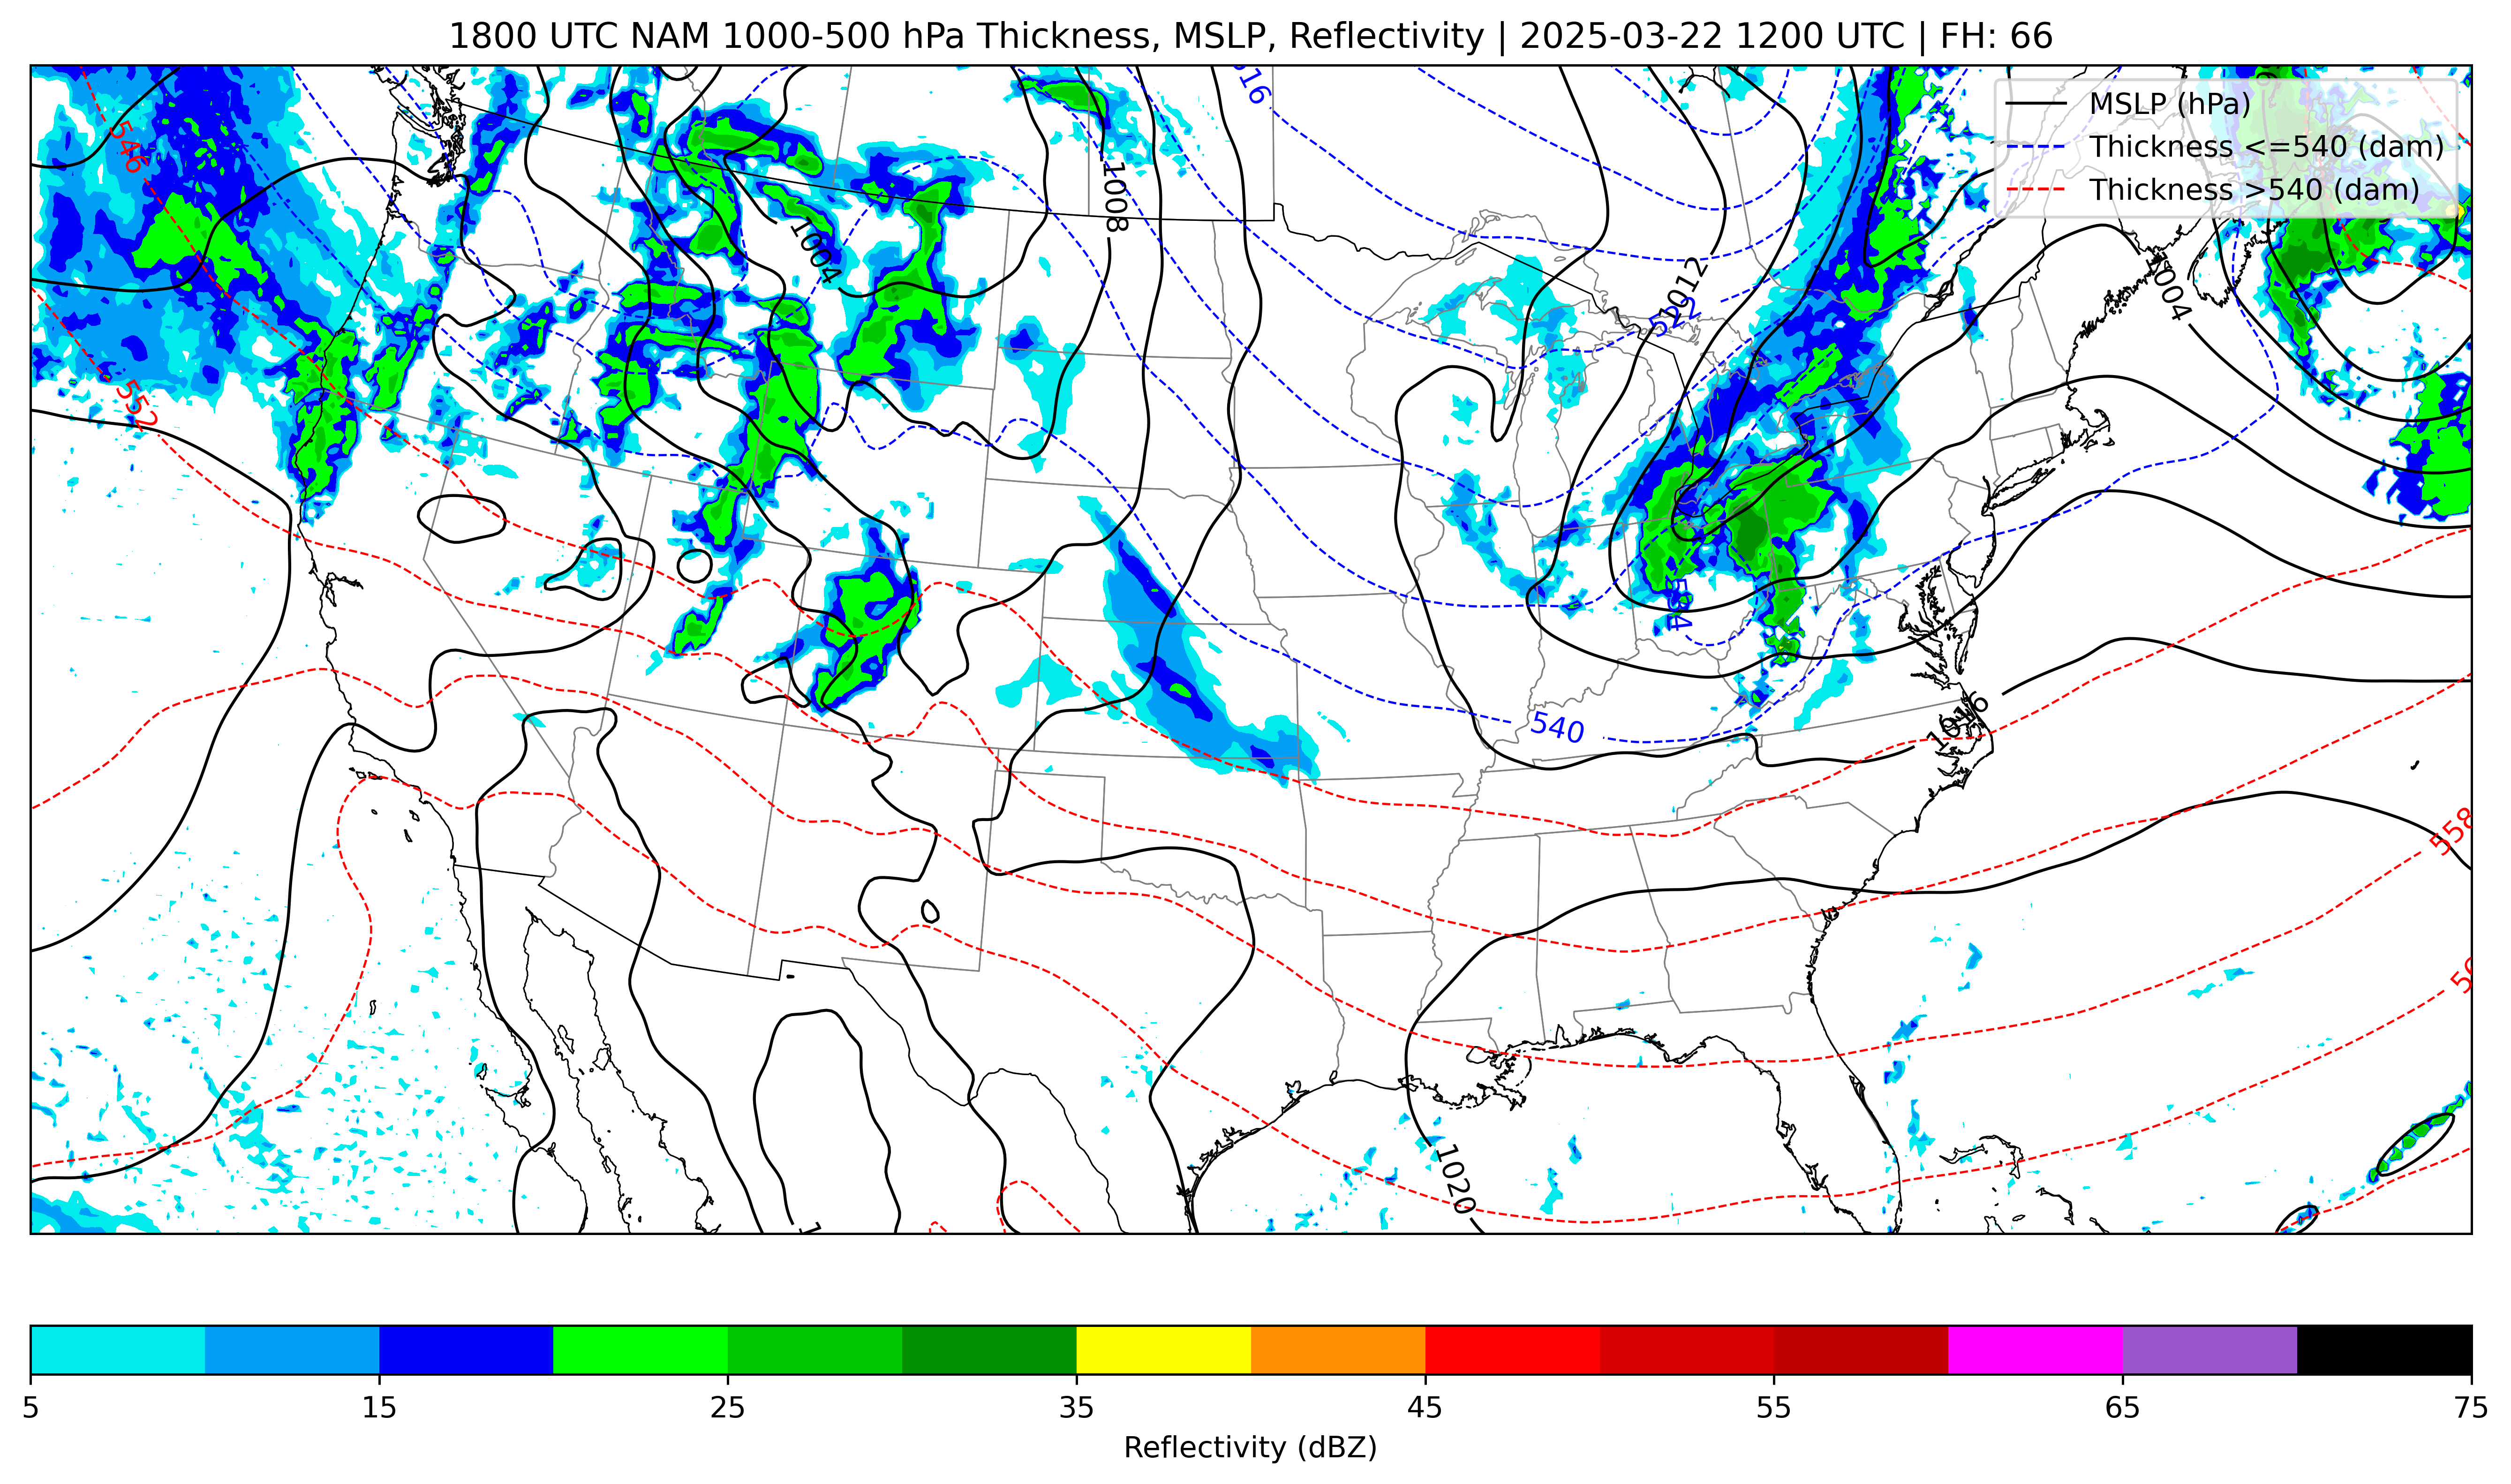 1800 UTC NAM 1000-500 hPa Thickness, MSLP, Reflectivity | 2025-03-22 1200 UTC | FH: 66
MSLP (hPa)
Thickness <=540 (dam)
Thickness >540 (dam)
516
546
1008
1004
1012
522
1004
552
534
540
1016
558
1020
5 15 25 35 45 55 65 75
Reflectivity (dBZ)